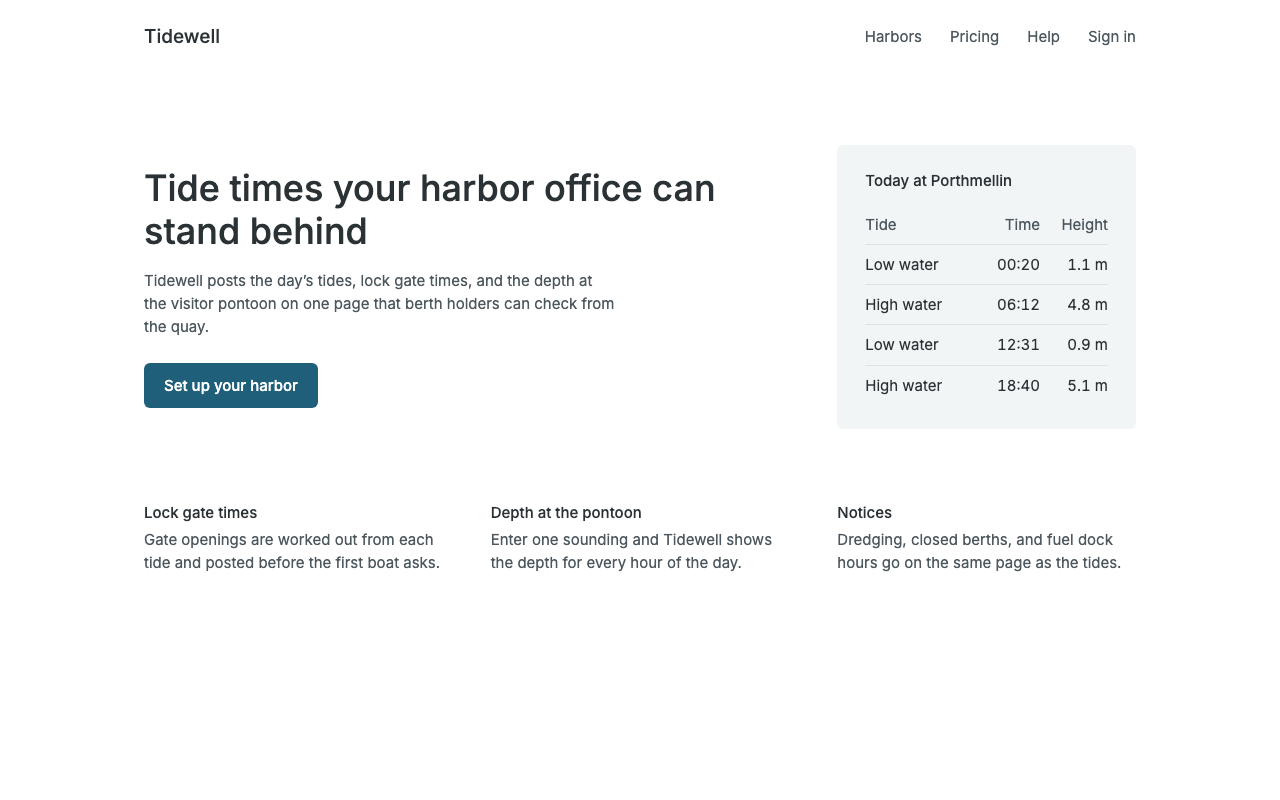 Tidewell
Harbors Pricing Help Sign in
Tide times your harbor office can
stand behind
Tidewell posts the day’s tides, lock gate times, and the depth at
the visitor pontoon on one page that berth holders can check from
the quay.
Set up your harbor
Today at Porthmellin
Tide Time Height
Low water 00:20 1.1 m
High water 06:12 4.8 m
Low water 12:31 0.9 m
High water 18:40 5.1 m
Lock gate times
Gate openings are worked out from each
tide and posted before the first boat asks.
Depth at the pontoon
Enter one sounding and Tidewell shows
the depth for every hour of the day.
Notices
Dredging, closed berths, and fuel dock
hours go on the same page as the tides.